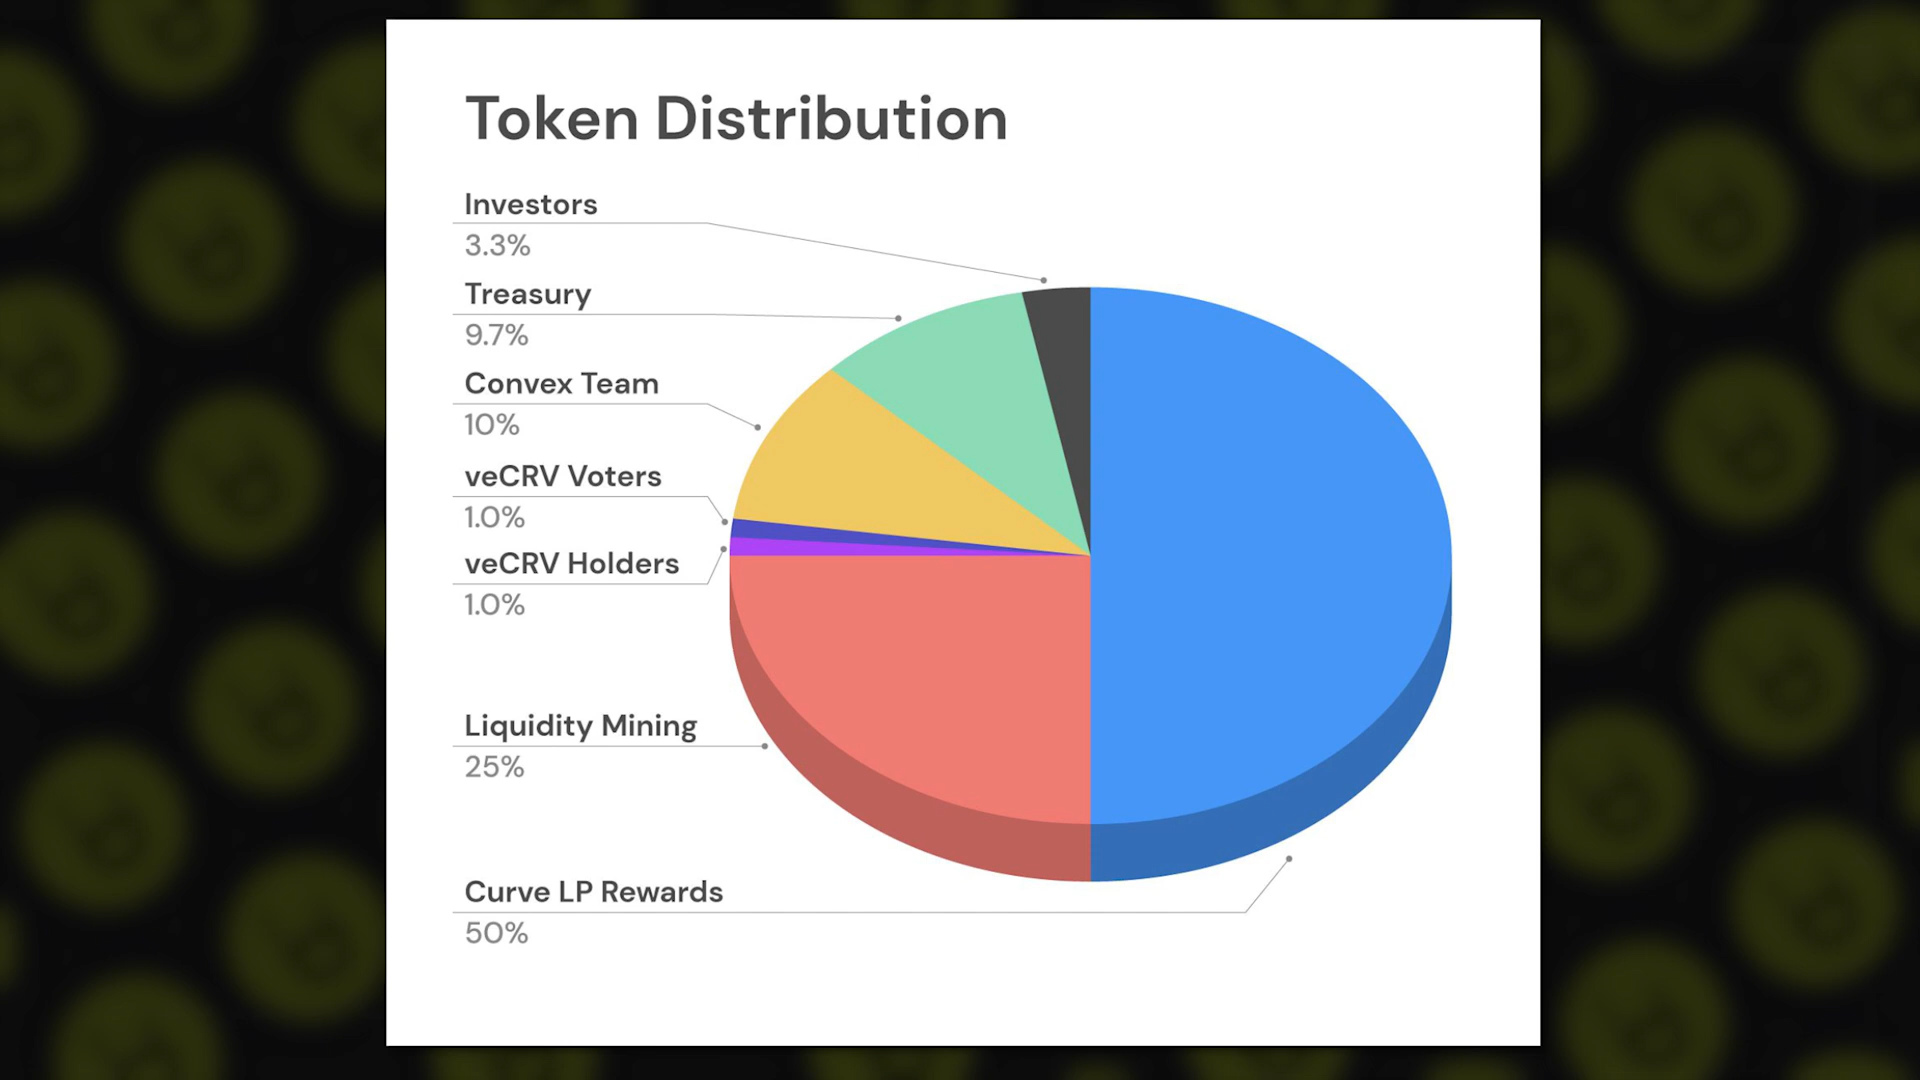 Token Distribution
Investors
3.3%
Treasury
9.7%
Convex Team
10%
veCRV Voters
1.0%
veCRV Holders
1.0%
Liquidity Mining
25%
Curve LP Rewards
50%